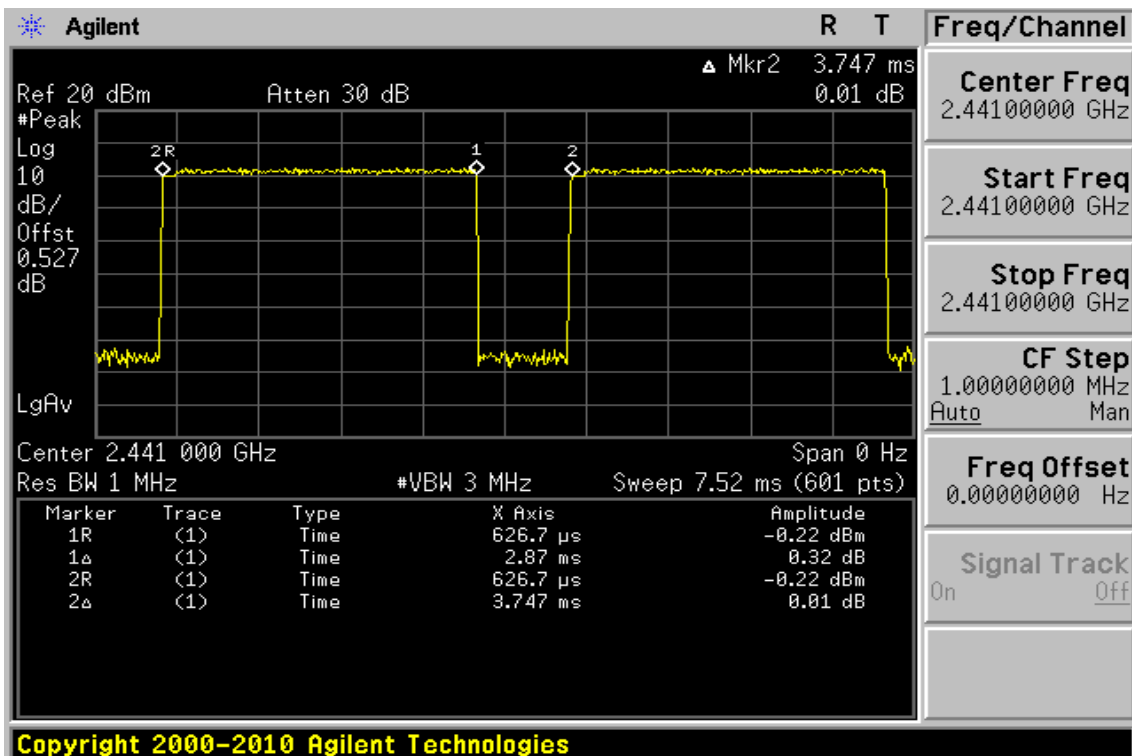 Agilent R T
Freq/Channel
Δ Mkr2 3.747 ms
Ref 20 dBm Atten 30 dB 0.01 dB
#Peak
Log
10
dB/
Offst
0.527
dB
2R 1 2
LgAv
Center 2.441 000 GHz Span 0 Hz
Res BW 1 MHz #VBW 3 MHz Sweep 7.52 ms (601 pts)
Marker Trace Type X Axis Amplitude
1R (1) Time 626.7 µs -0.22 dBm
1Δ (1) Time 2.87 ms 0.32 dB
2R (1) Time 626.7 µs -0.22 dBm
2Δ (1) Time 3.747 ms 0.01 dB
Center Freq
2.44100000 GHz
Start Freq
2.44100000 GHz
Stop Freq
2.44100000 GHz
CF Step
1.00000000 MHz
Auto Man
Freq Offset
0.00000000 Hz
Signal Track
On Off
Copyright 2000-2010 Agilent Technologies